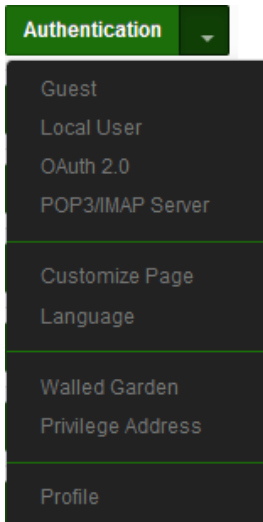 Authentication
Guest
Local User
OAuth 2.0
POP3/IMAP Server
Customize Page
Language
Walled Garden
Privilege Address
Profile